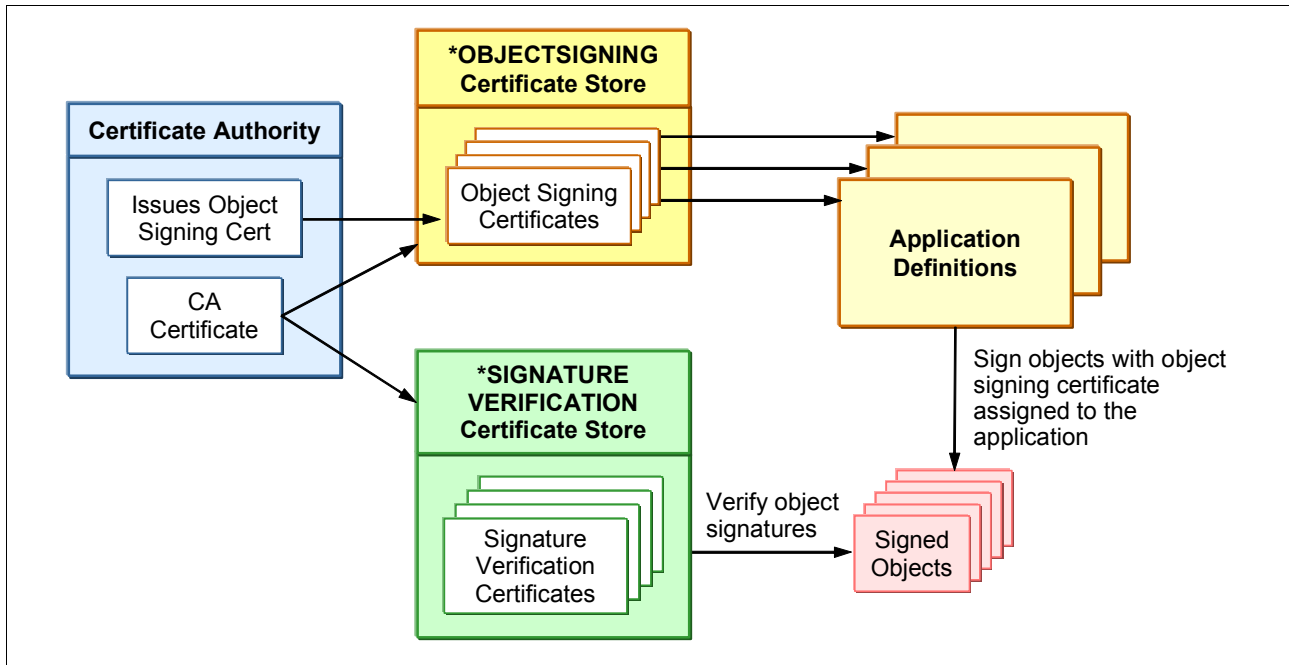 Certificate Authority
Issues Object
Signing Cert
CA
Certificate
*OBJECTSIGNING
Certificate Store
Object Signing
Certificates
Application
Definitions
Sign objects with object
signing certificate
assigned to the
application
*SIGNATURE
VERIFICATION
Certificate Store
Signature
Verification
Certificates
Verify object
signatures
Signed
Objects